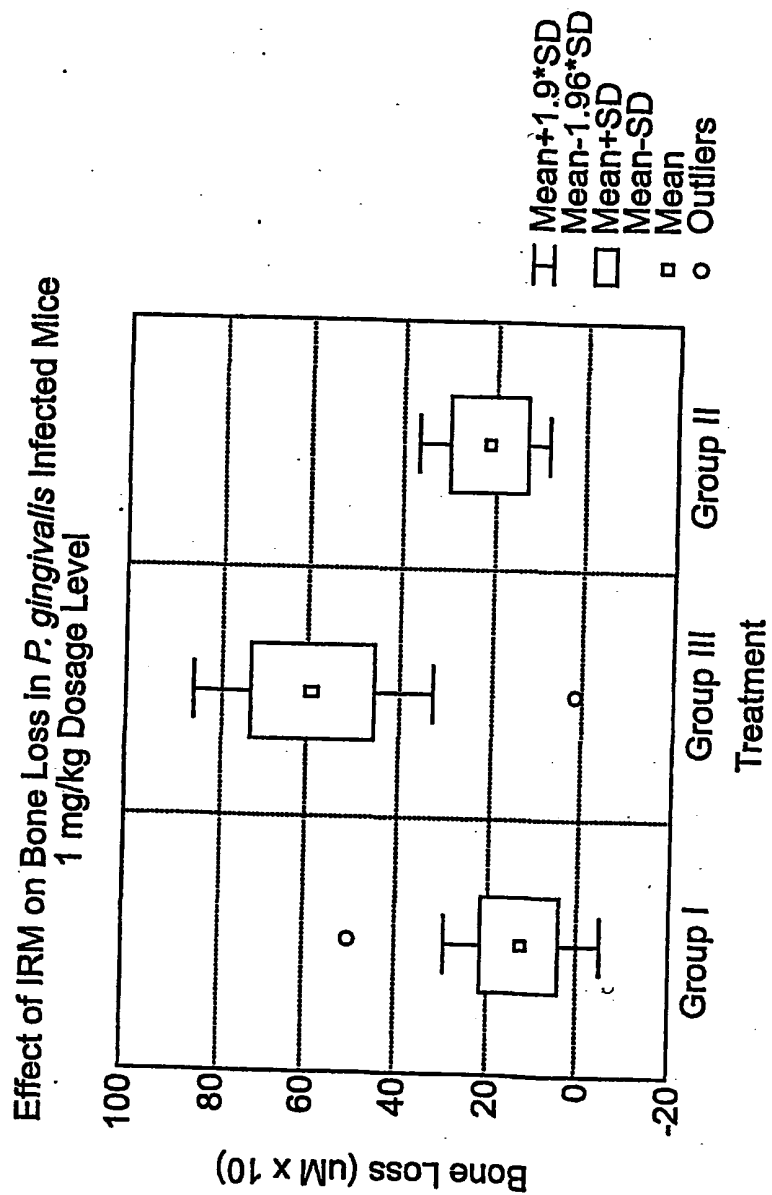 Effect of IRM on Bone Loss in P. gingivalis Infected Mice
1 mg/kg Dosage Level
Bone Loss (uM x 10)
100
80
60
40
20
0
-20
Group I
Group III
Group II
Treatment
Mean+1.9*SD
Mean-1.96*SD
Mean+SD
Mean-SD
Mean
Outliers